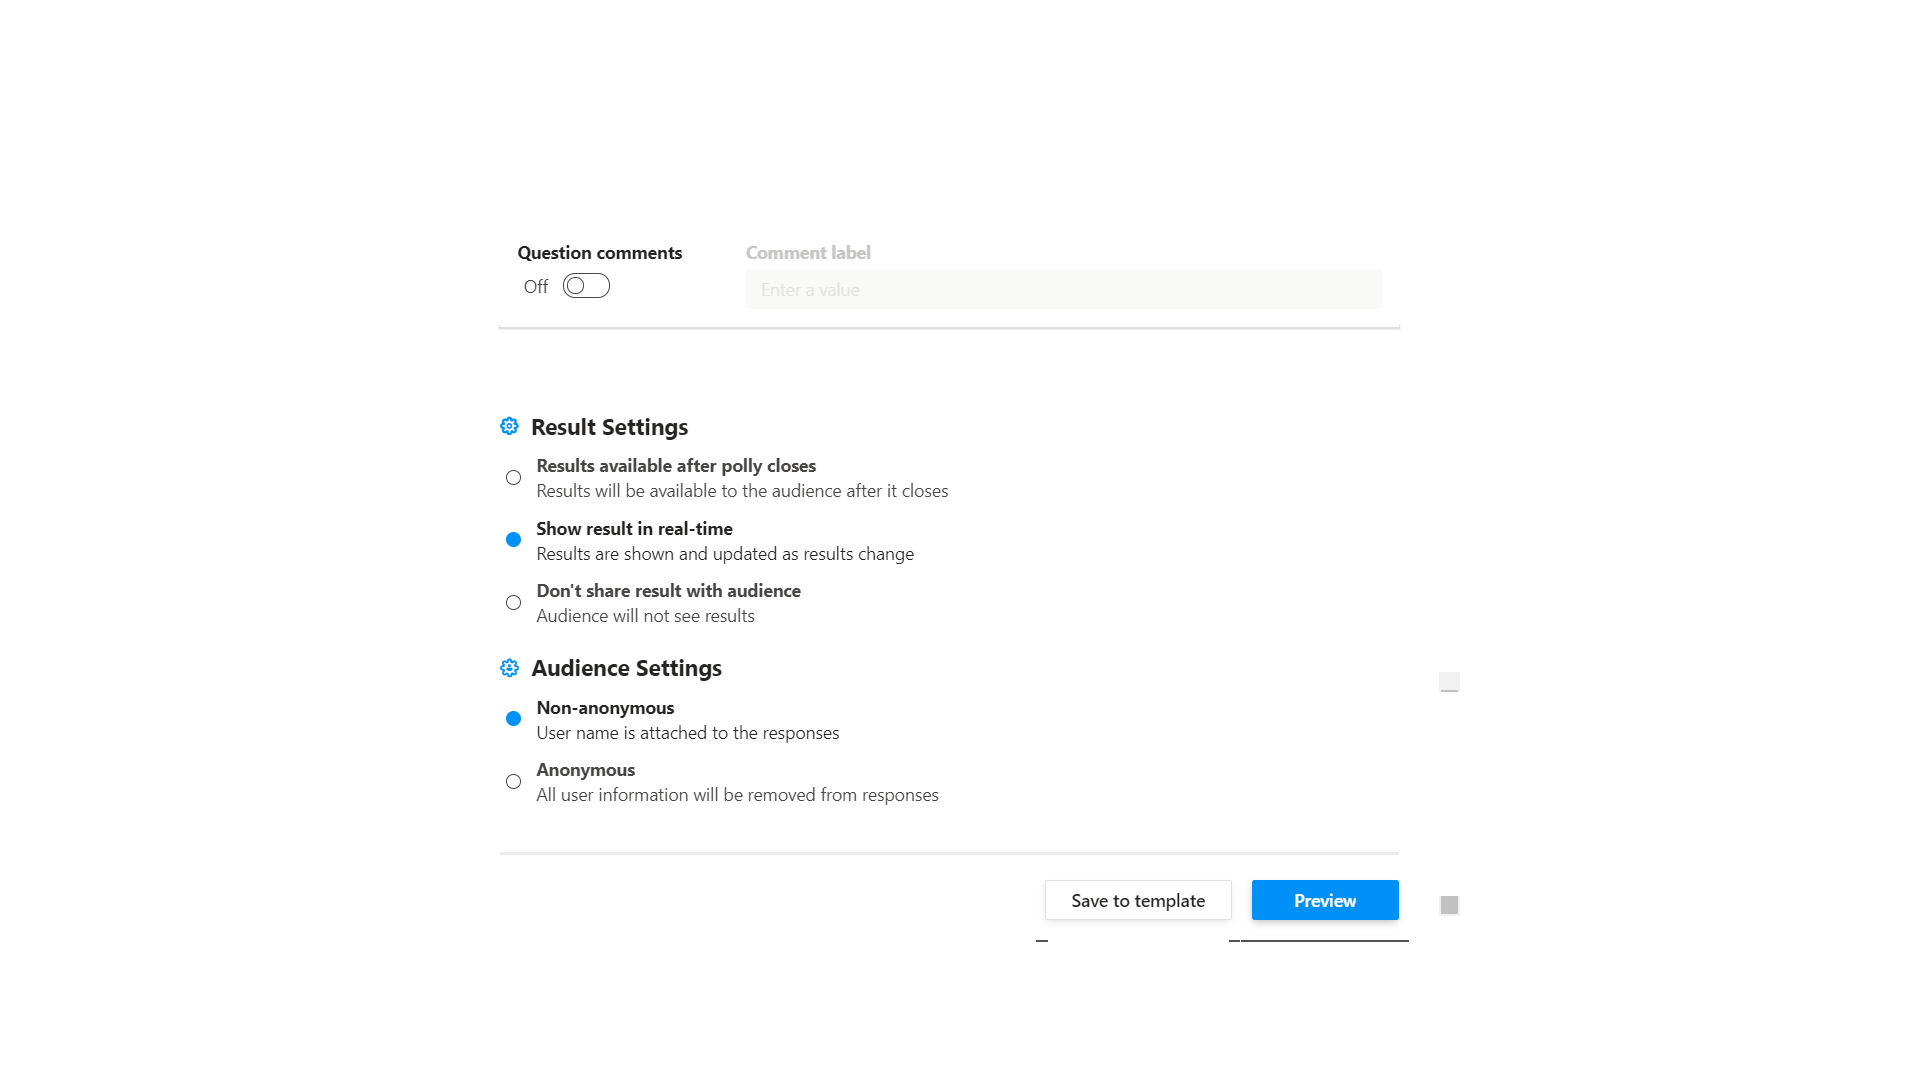 Question comments
Comment label
Off
Enter a value
Result Settings
Results available after polly closes
Results will be available to the audience after it closes
Show result in real-time
Results are shown and updated as results change
Don't share result with audience
Audience will not see results
Audience Settings
Non-anonymous
User name is attached to the responses
Anonymous
All user information will be removed from responses
Save to template
Preview